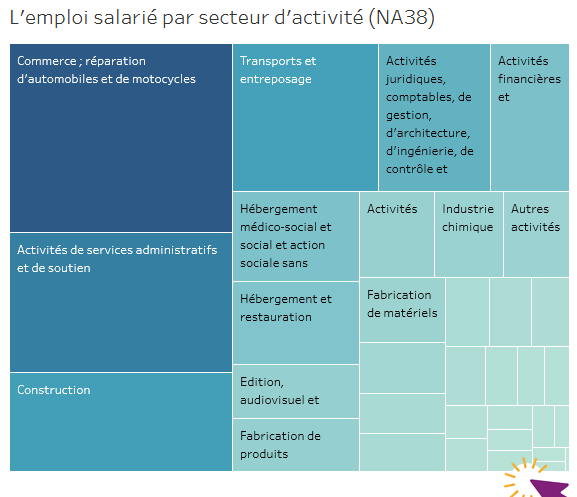 L'emploi salarié par secteur d'activité (NA38)
Commerce ; réparation
d'automobiles et de motocycles
Activités de services administratifs
et de soutien
Construction
Transports et
entreposage
Activités
juridiques,
comptables, de
gestion,
d'architecture,
d'ingénierie, de
contrôle et
Activités
financières
et
Hébergement
médico-social et
social et action
sociale sans
Hébergement et
restauration
Edition,
audiovisuel et
Fabrication de
produits
Activités
Industrie
chimique
Autres
activités
Fabrication
de matériels